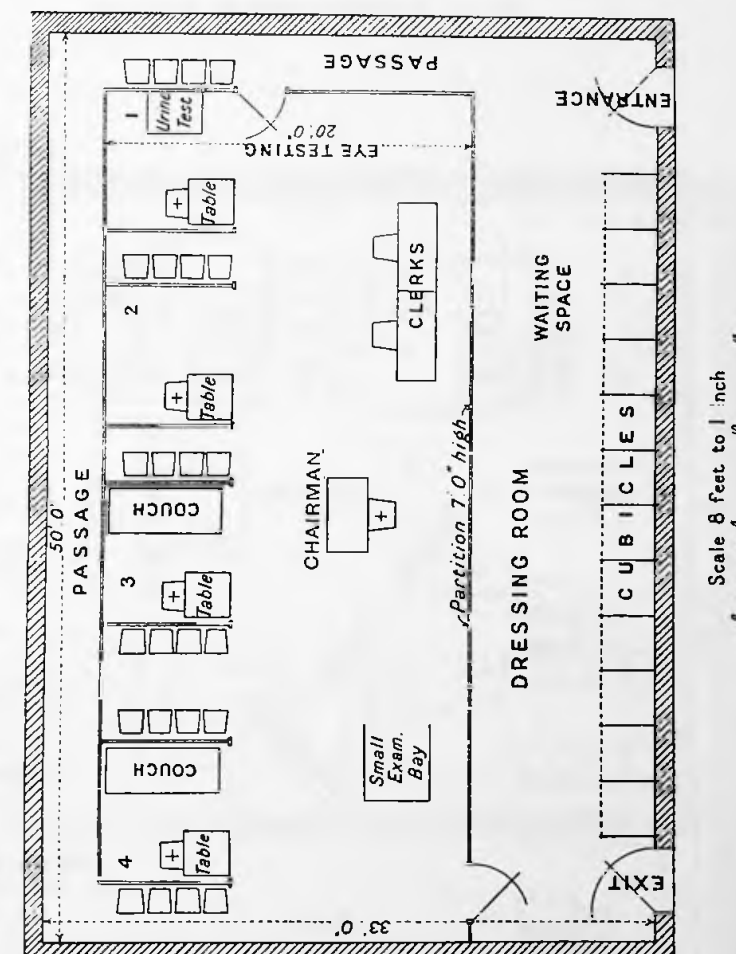 PASSAGE
ENTRANCE
1
Urine
Test
20'.0"
EYE TESTING
Table
2
Table
CLERKS
WAITING
SPACE
50'.0"
PASSAGE
COUCH
3
Table
CHAIRMAN
Partition 7'.0" high
DRESSING ROOM
CUBICLES
COUCH
4
Table
Small
Exam.
Bay
33'.0"
EXIT
Scale 8 feet to 1 inch